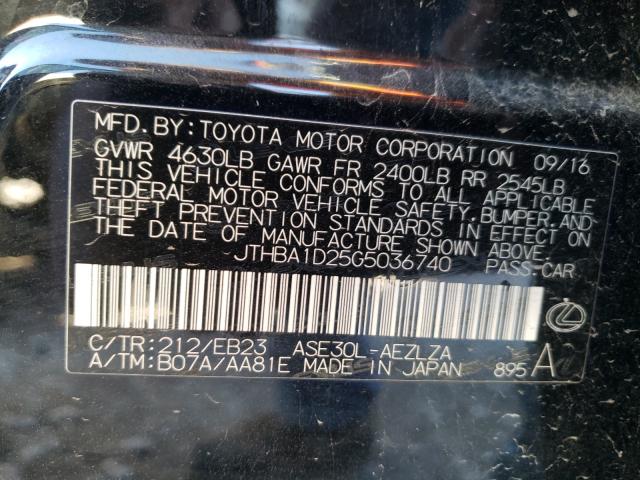 MFD. BY: TOYOTA MOTOR CORPORATION 09/16
GVWR 4630LB GAWR FR 2400LB RR 2545LB
THIS VEHICLE CONFORMS TO ALL APPLICABLE
FEDERAL MOTOR VEHICLE SAFETY, BUMPER, AND
THEFT PREVENTION STANDARDS IN EFFECT ON
THE DATE OF MANUFACTURE SHOWN ABOVE.
JTHBA1D25G5036740 PASS-CAR
C/TR: 212/EB23 ASE30L-AEZLZA
A/TM: B07A/AA81E MADE IN JAPAN 895 A